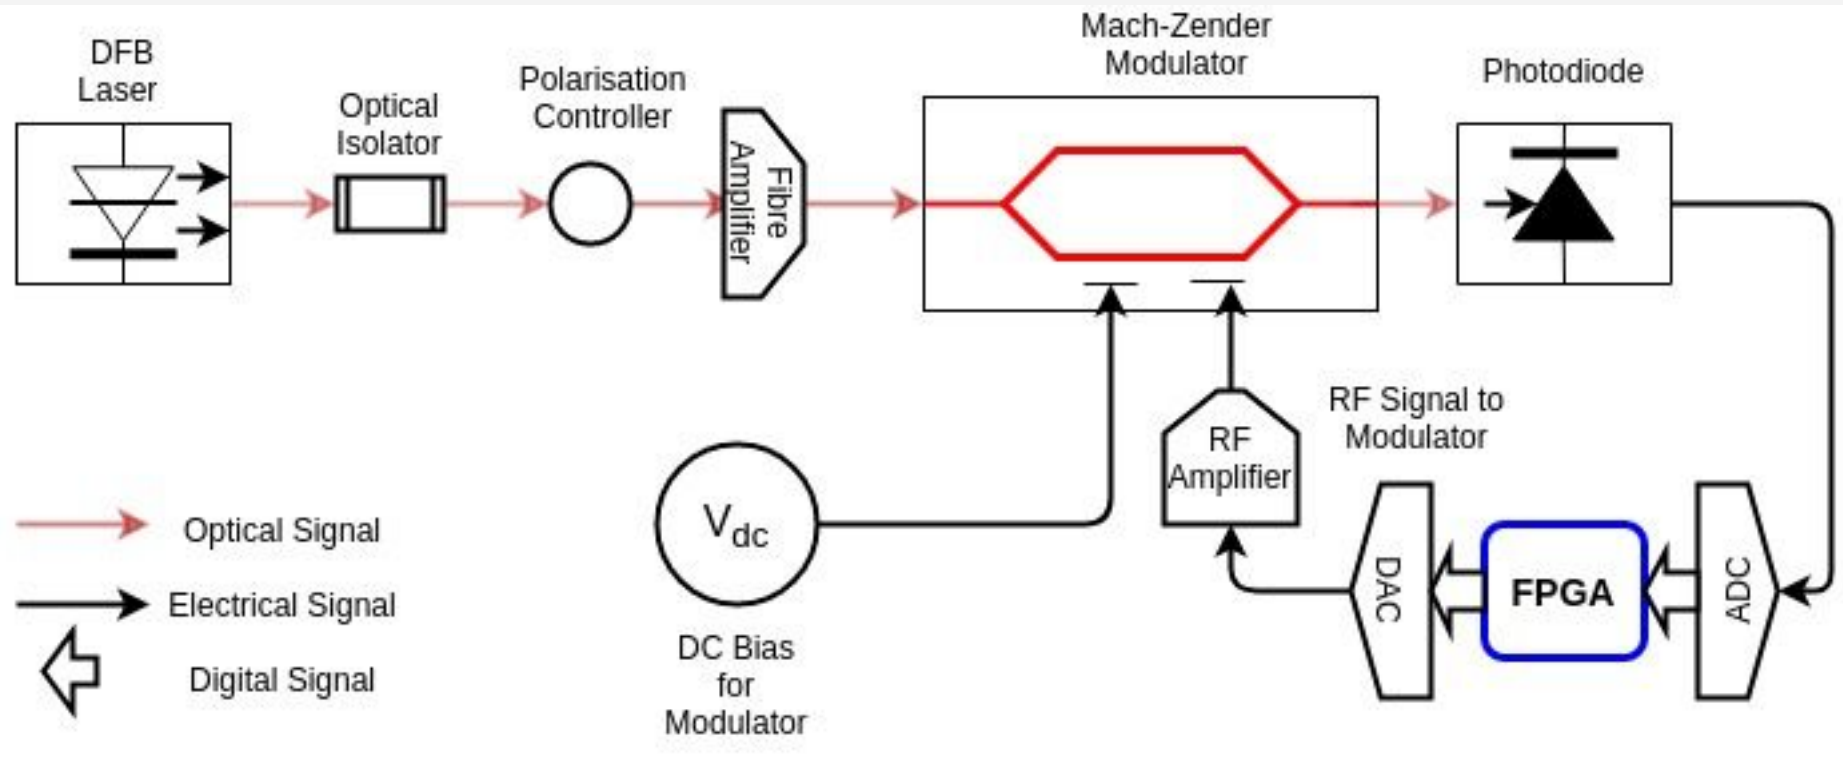 DFB
Laser
Optical
Isolator
Polarisation
Controller
Fibre
Amplifier
Mach-Zender
Modulator
Photodiode
RF Signal to
Modulator
RF
Amplifier
Vdc
DC Bias
for
Modulator
DAC
FPGA
ADC
Optical Signal
Electrical Signal
Digital Signal